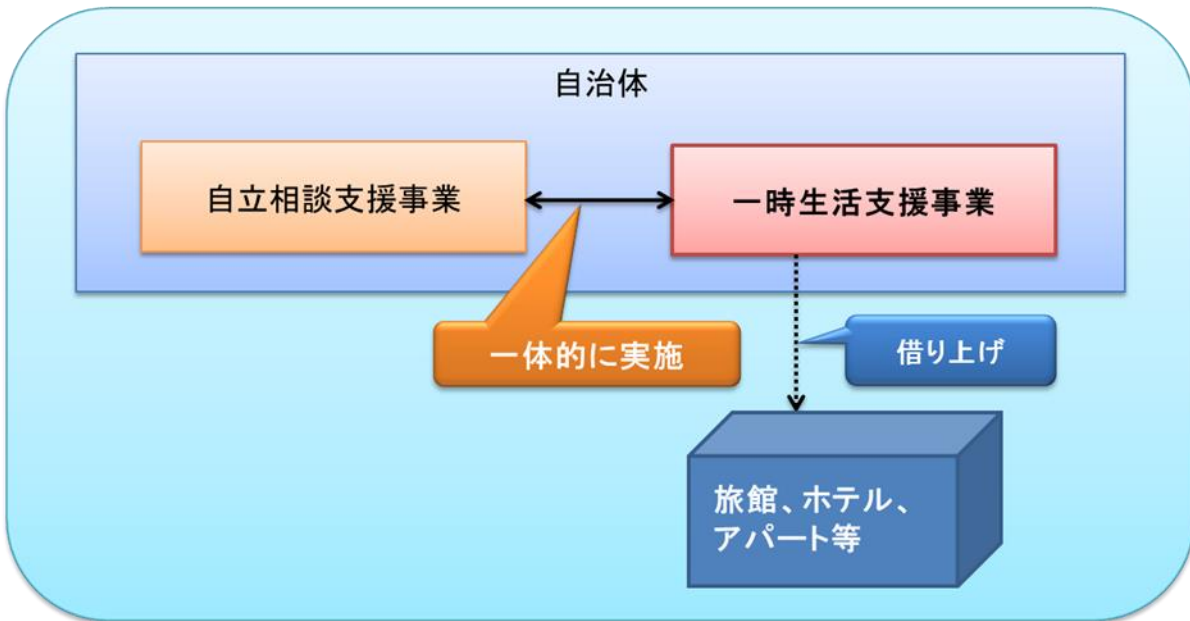 自治体
自立相談支援事業
一時生活支援事業
一体的に実施
借り上げ
旅館、ホテル、
アパート等